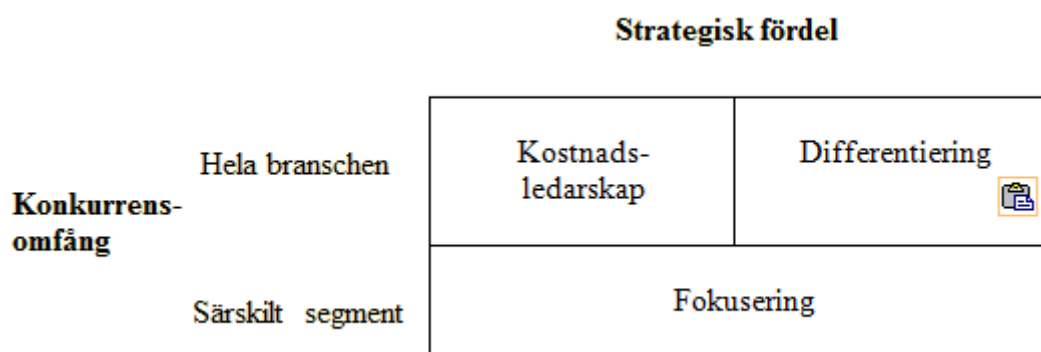 Strategisk fördel
Hela branschen
Kostnads-
ledarskap
Differentiering
Konkurrens-
omfång
Särskilt segment
Fokusering